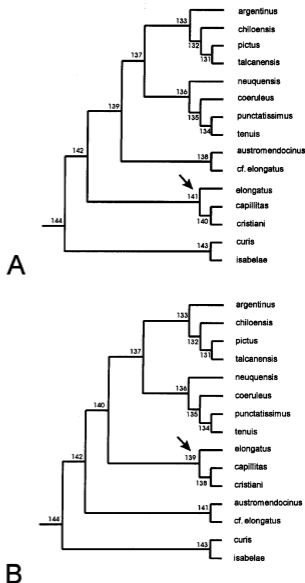 133
argentinus
chiloensis
132
pictus
131
talcanensis
137
neuquensis
136
coeruleus
135
punctatissimus
134
tenuis
139
austromendocinus
138
cf. elongatus
142
elongatus
141
capillitas
140
cristiani
144
curis
143
isabelae
A
argentinus
133
chiloensis
132
pictus
131
talcanensis
137
neuquensis
136
coeruleus
135
punctatissimus
134
tenuis
140
elongatus
139
capillitas
138
cristiani
142
austromendocinus
141
cf. elongatus
144
curis
143
isabelae
B